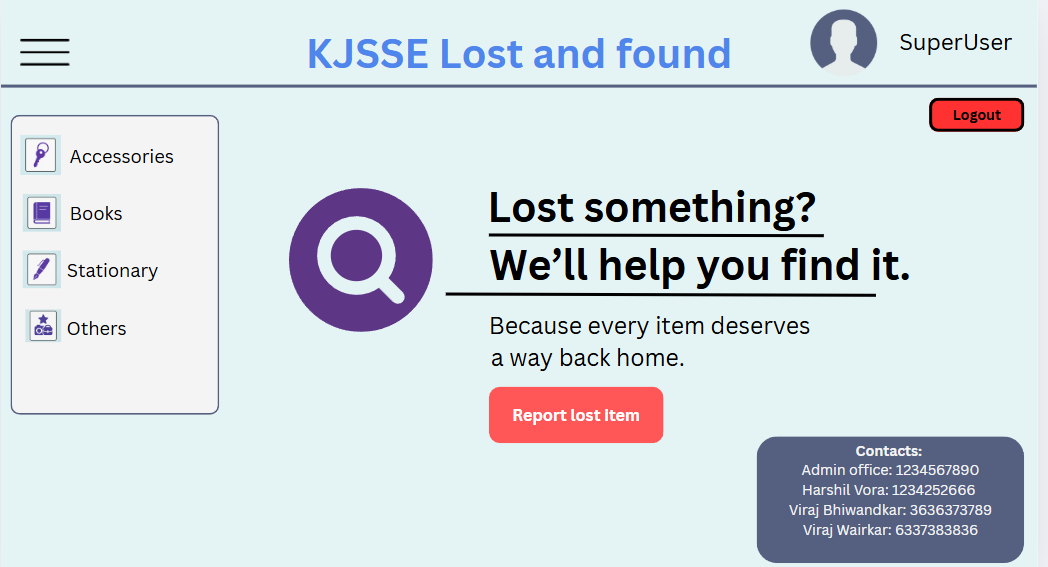 KJSSE Lost and found
SuperUser
Logout
Accessories
Books
Stationary
Others
Lost something?
We’ll help you find it.
Because every item deserves
a way back home.
Report lost Item
Contacts:
Admin office: 1234567890
Harshil Vora: 1234252666
Viraj Bhiwandkar: 3636373789
Viraj Wairkar: 6337383836